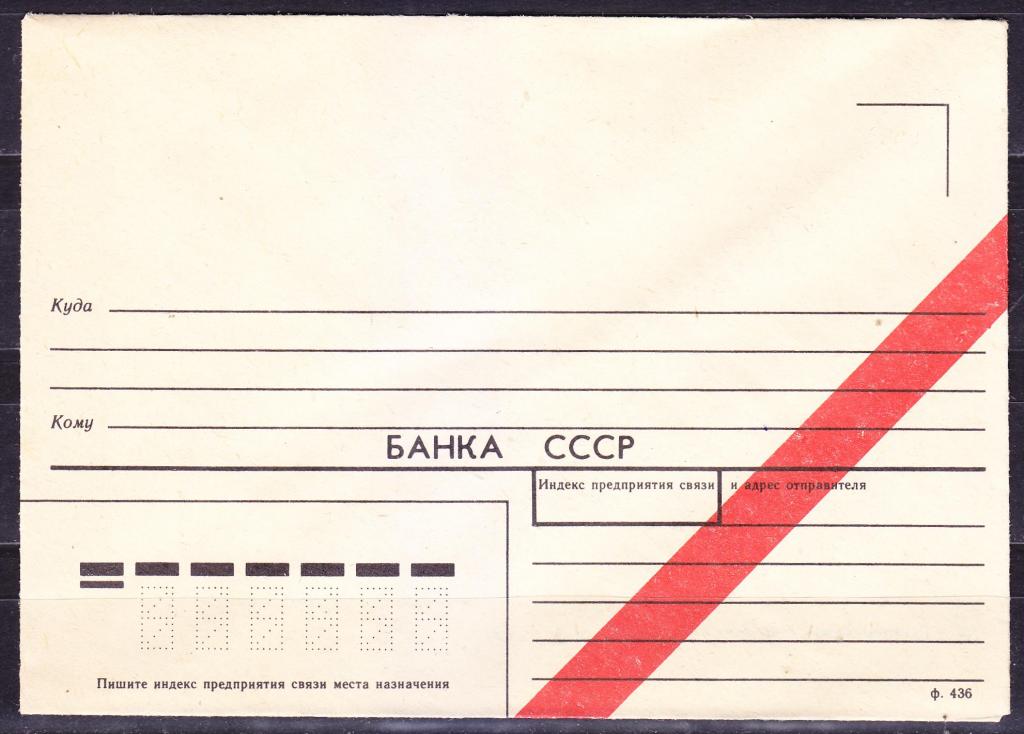 Куда
Кому
БАНКА СССР
Индекс предприятия связи и адрес отправителя
Пишите индекс предприятия связи места назначения
ф. 436